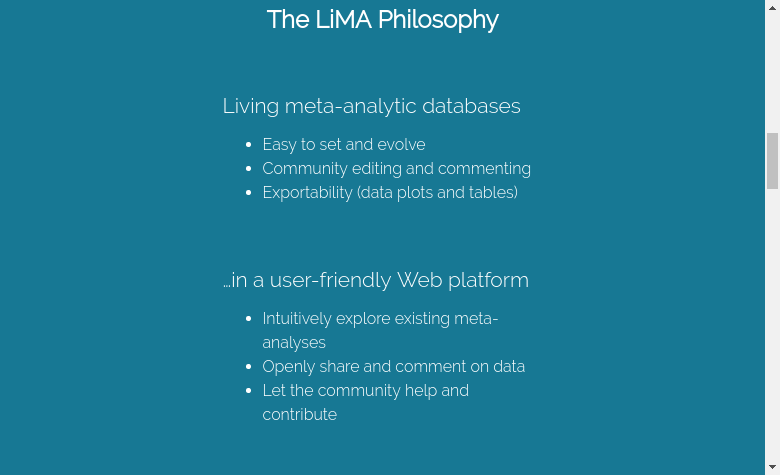 The LiMA Philosophy
Living meta-analytic databases
• Easy to set and evolve
• Community editing and commenting
• Exportability (data plots and tables)
…in a user-friendly Web platform
• Intuitively explore existing meta-
analyses
• Openly share and comment on data
• Let the community help and
contribute